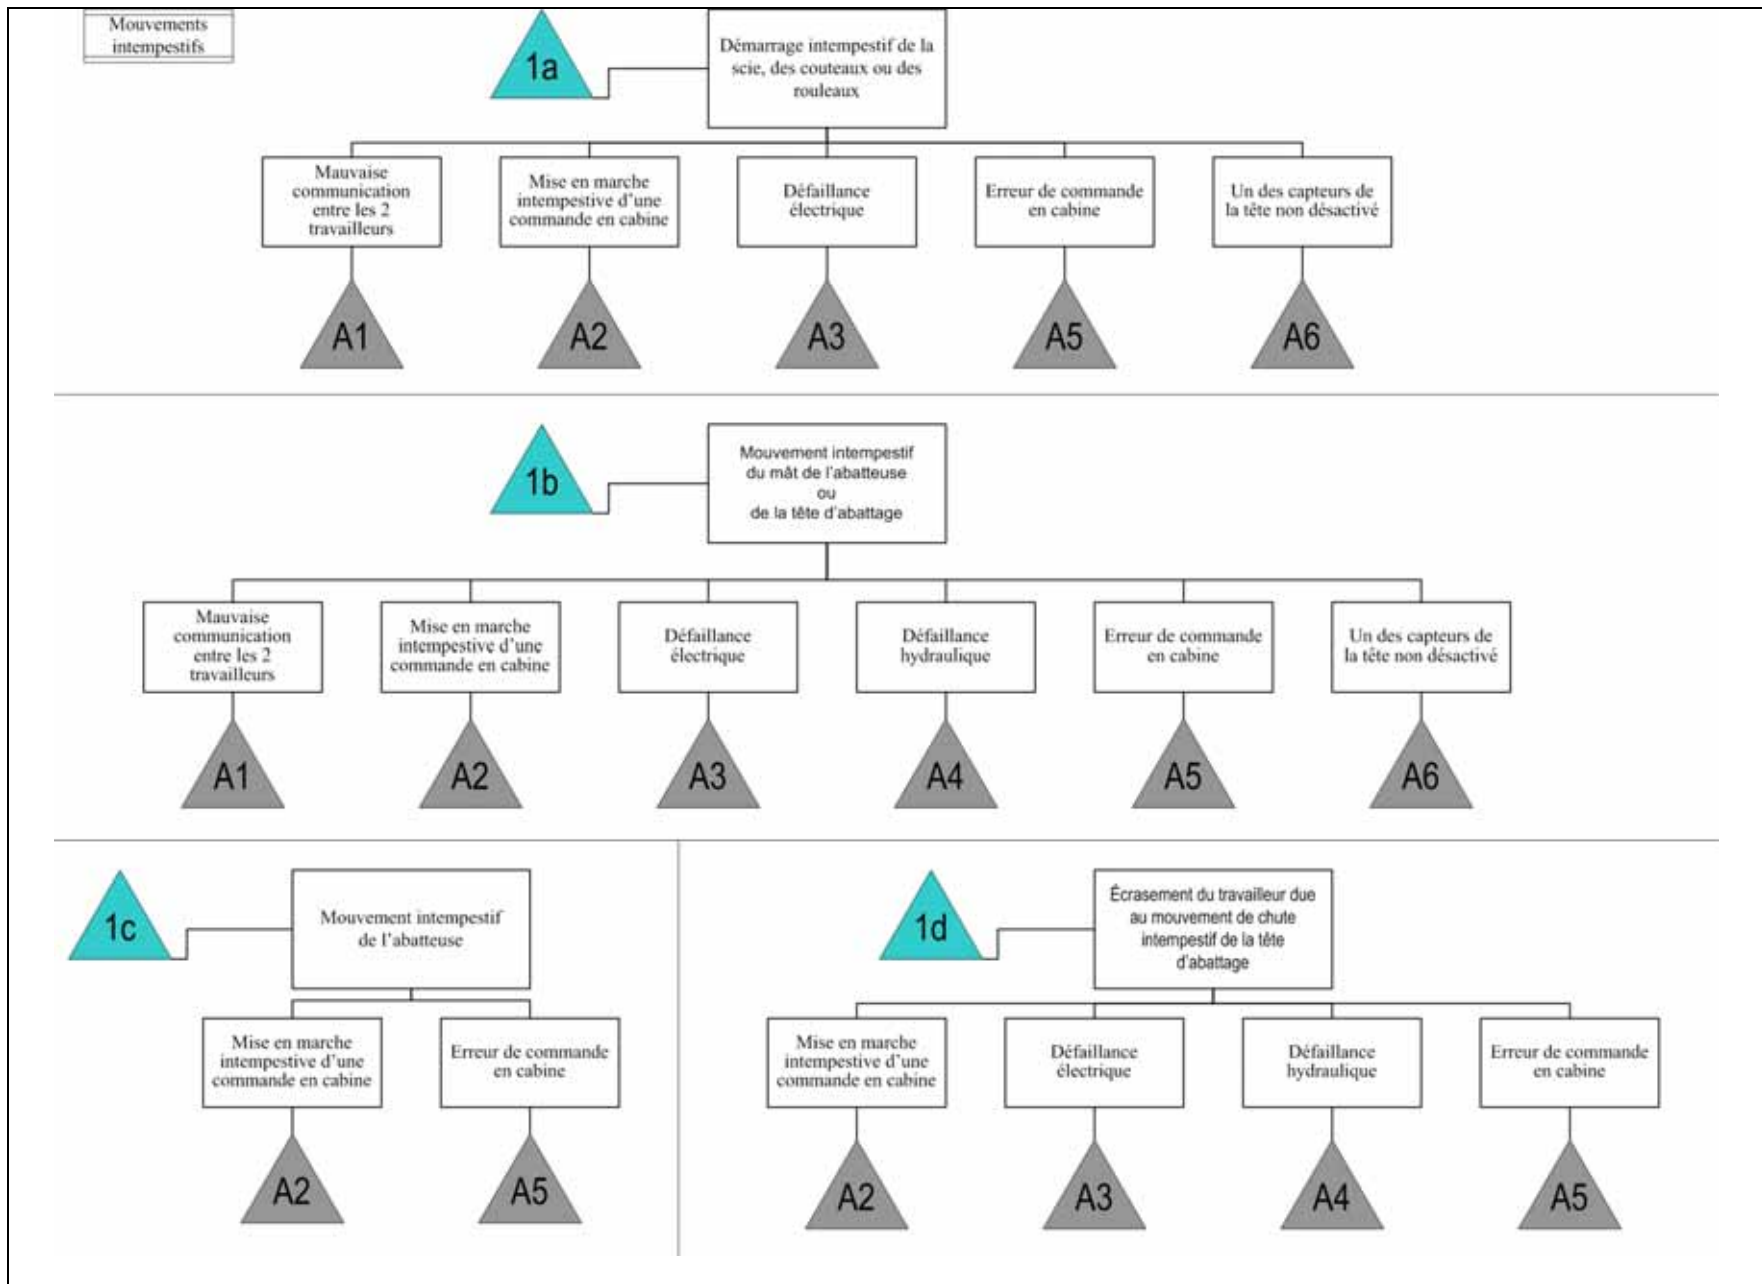 Mouvements
intempestifs
1a
Démarrage intempestif de la
scie, des couteaux ou des
rouleaux
Mauvaise
communication
entre les 2
travailleurs
Mise en marche
intempestive d'une
commande en cabine
Défaillance
électrique
Erreur de commande
en cabine
Un des capteurs de
la tête non désactivé
A1
A2
A3
A5
A6
1b
Mouvement intempestif
du mât de l'abatteuse
ou
de la tête d'abattage
Mauvaise
communication
entre les 2
travailleurs
Mise en marche
intempestive d'une
commande en cabine
Défaillance
électrique
Défaillance
hydraulique
Erreur de commande
en cabine
Un des capteurs de
la tête non désactivé
A1
A2
A3
A4
A5
A6
1c
Mouvement intempestif
de l'abatteuse
Mise en marche
intempestive d'une
commande en cabine
Erreur de commande
en cabine
A2
A5
1d
Écrasement du travailleur due
au mouvement de chute
intempestif de la tête
d'abattage
Mise en marche
intempestive d'une
commande en cabine
Défaillance
électrique
Défaillance
hydraulique
Erreur de commande
en cabine
A2
A3
A4
A5